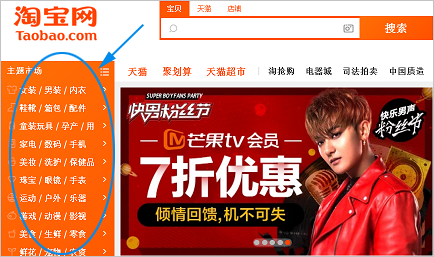 淘宝网
Taobao.com
宝贝 天猫 店铺
搜索
主题市场
天猫 聚划算 天猫超市 | 淘抢购 电器城 司法拍卖 中国质造
女装 / 男装 / 内衣
鞋靴 / 箱包 / 配件
童装玩具 / 孕产 / 用
家电 / 数码 / 手机
美妆 / 洗护 / 保健品
珠宝 / 眼镜 / 手表
运动 / 户外 / 乐器
游戏 / 动漫 / 影视
美食 / 生鲜 / 零食
鲜花 / 宠物 / 农资
SUPER BOY FANS PARTY
快男粉丝节
芒果tv会员
7折优惠
倾情回馈,机不可失
快乐男声
粉丝节